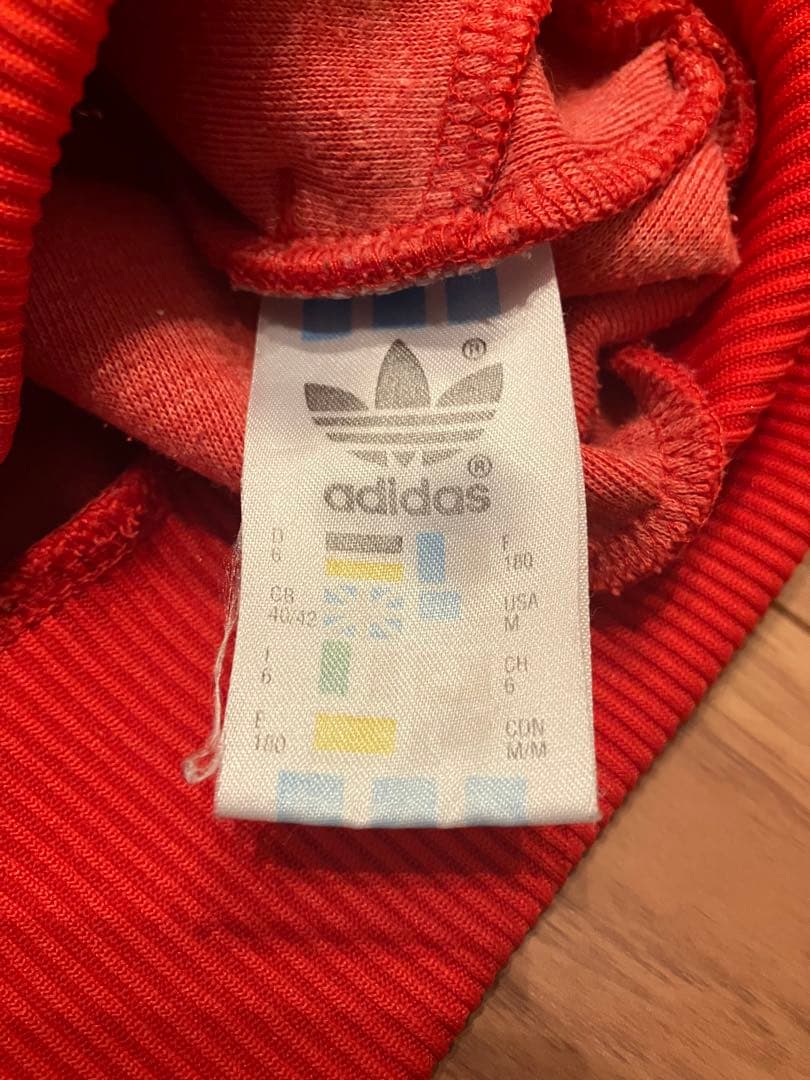 ®
adidas®
D
6
F
180
GB
40/42
USA
M
I
6
CH
6
E
180
CDN
M/M